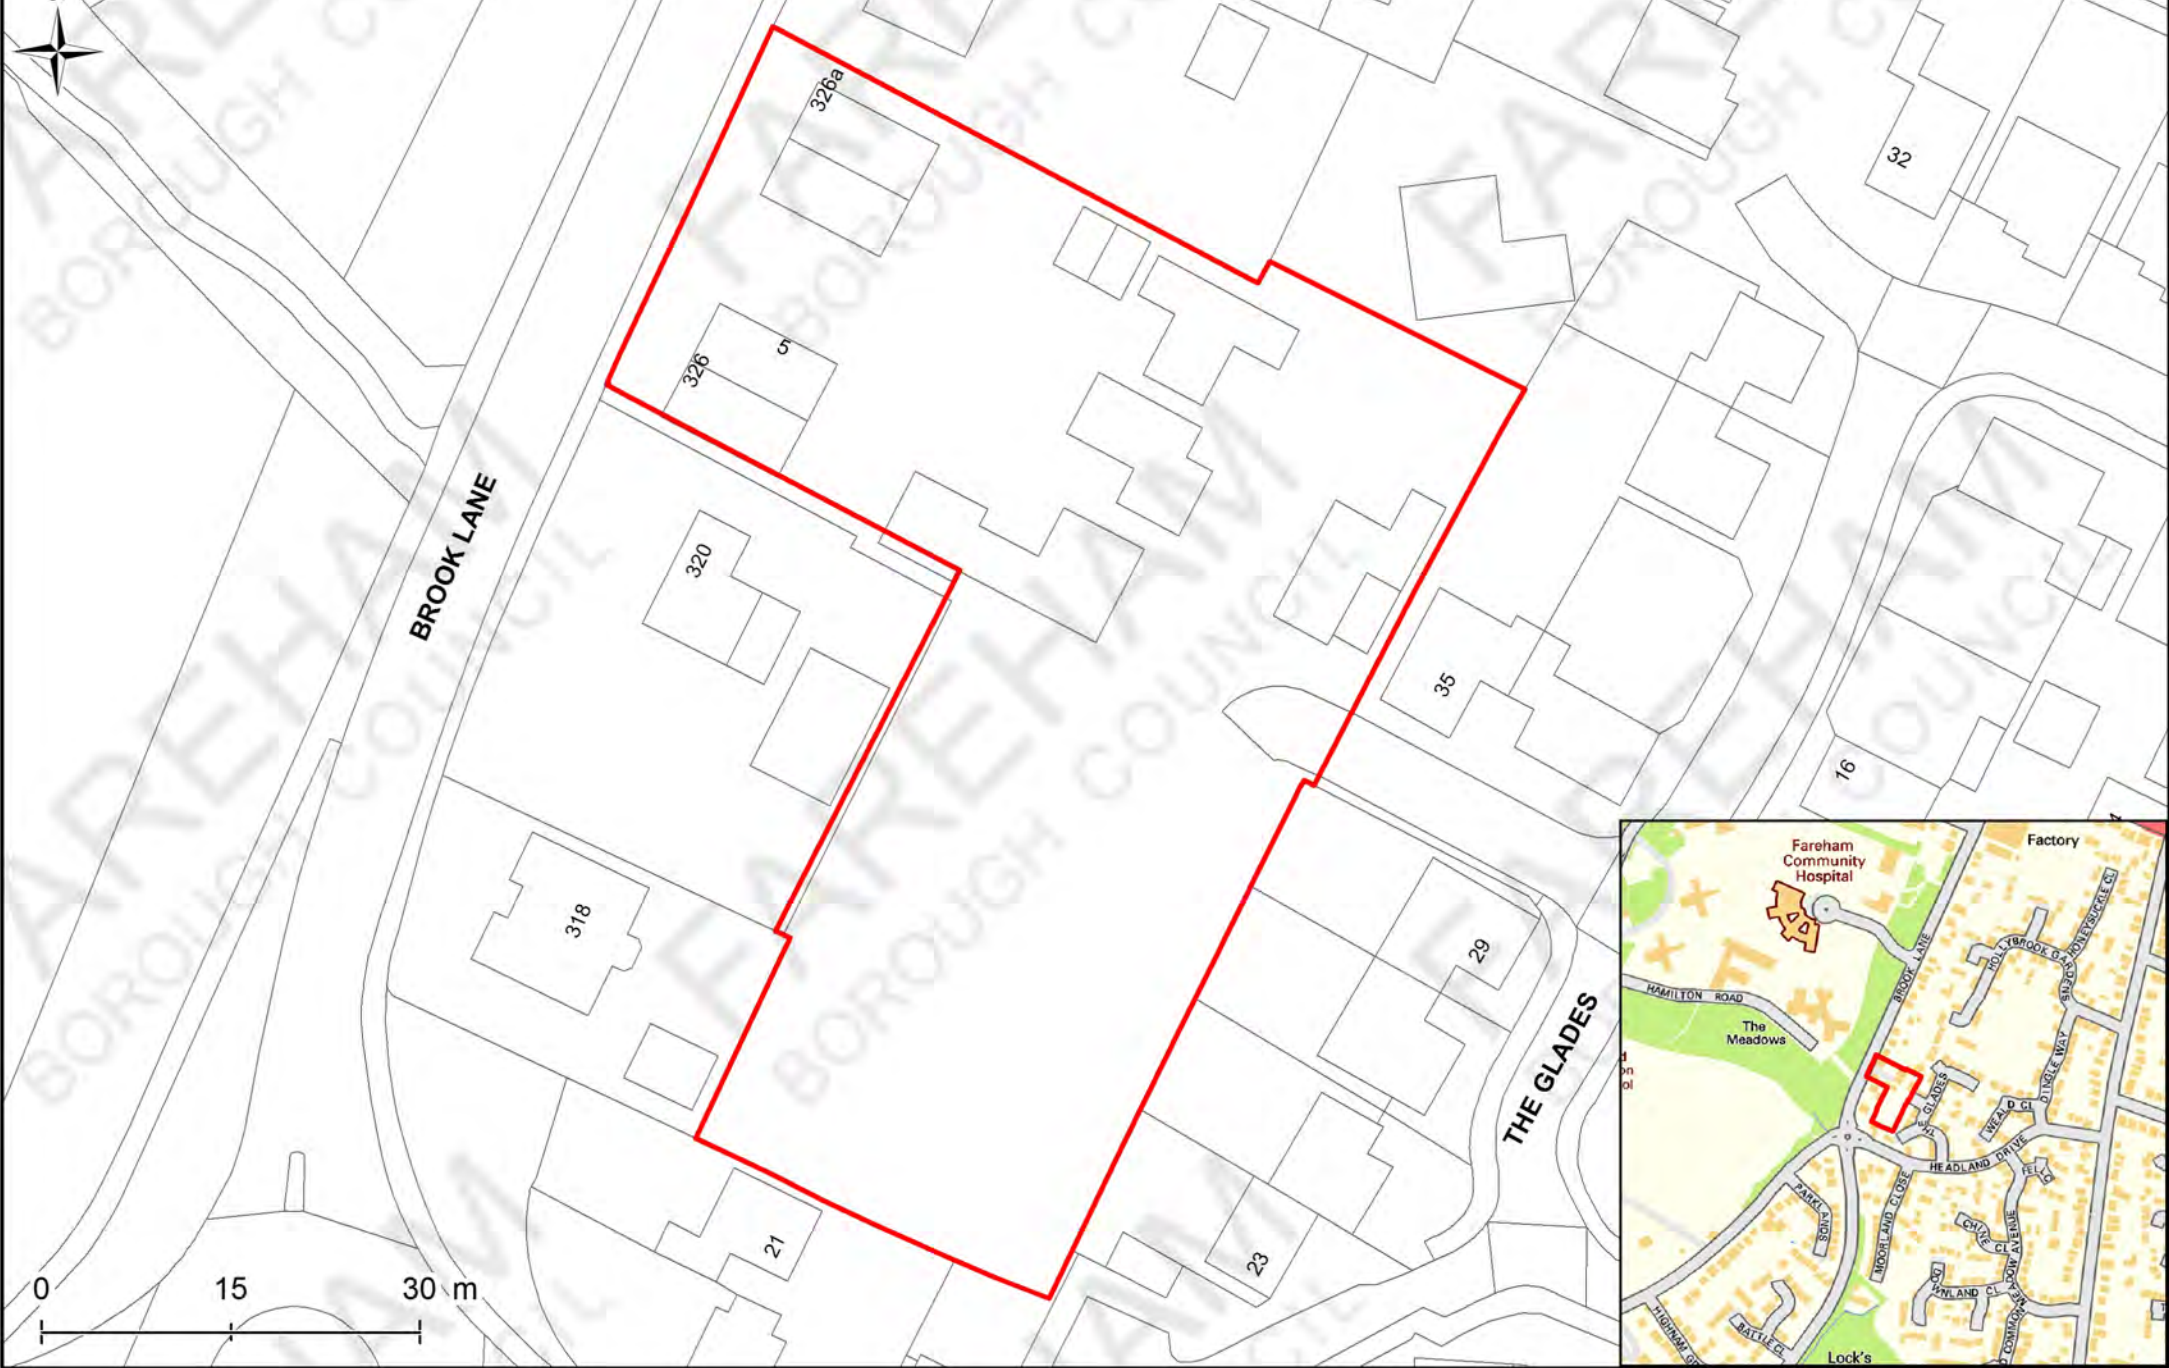 326a
32
326
5
BROOK LANE
320
35
16
318
29
THE GLADES
21
23
0 15 30 m
FAREHAM
BOROUGH COUNCIL
Factory
Fareham
Community
Hospital
HONEYSUCKLE CL
HOLLYBROOK GARDENS
BROOK LANE
HAMILTON ROAD
The
Meadows
DINGLE WAY
THE GLADES
WEALD CL
HEADLAND DRIVE
PARKLANDS
MOORLAND CLOSE
CHINE CL
DOWNLAND CL
BATTLE CL
Lock's